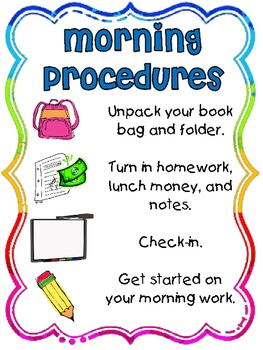 morning
procedures
Unpack your book
bag and folder.
Turn in homework,
lunch money, and
notes.
Check-in.
Get started on
your morning work.